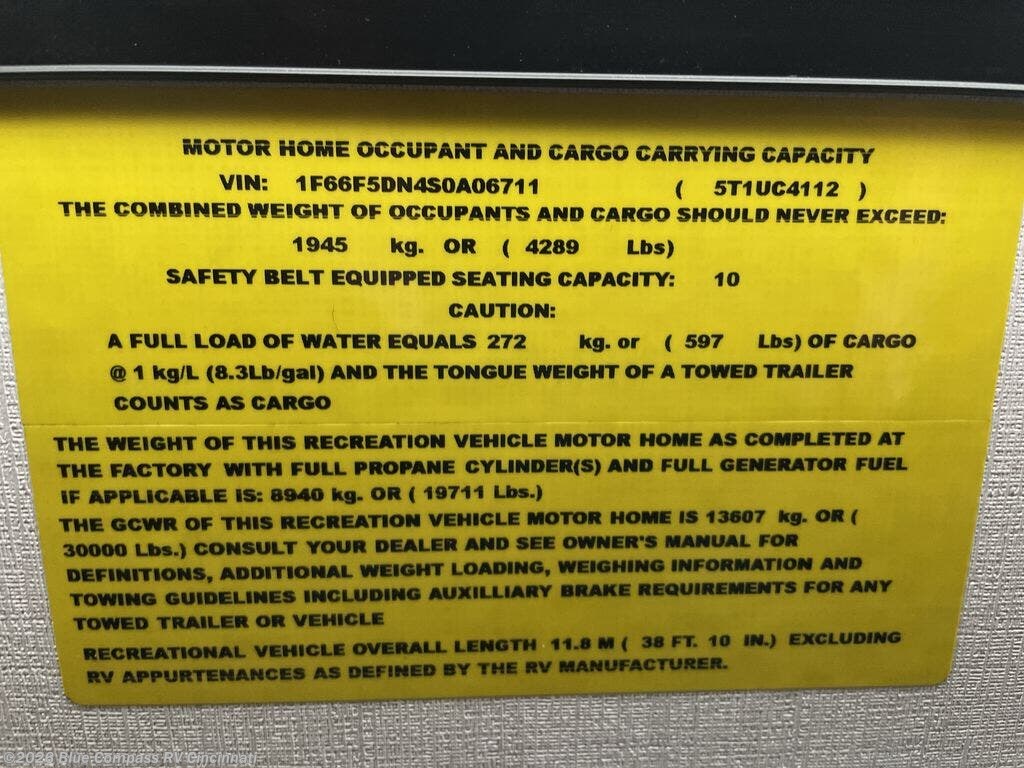 MOTOR HOME OCCUPANT AND CARGO CARRYING CAPACITY
VIN: 1F66F5DN4S0A06711 ( 5T1UC4112 )
THE COMBINED WEIGHT OF OCCUPANTS AND CARGO SHOULD NEVER EXCEED:
1945 kg. OR ( 4289 Lbs)
SAFETY BELT EQUIPPED SEATING CAPACITY: 10
CAUTION:
A FULL LOAD OF WATER EQUALS 272 kg. or ( 597 Lbs) OF CARGO
@ 1 kg/L (8.3Lb/gal) AND THE TONGUE WEIGHT OF A TOWED TRAILER
COUNTS AS CARGO
THE WEIGHT OF THIS RECREATION VEHICLE MOTOR HOME AS COMPLETED AT
THE FACTORY WITH FULL PROPANE CYLINDER(S) AND FULL GENERATOR FUEL
IF APPLICABLE IS: 8940 kg. OR ( 19711 Lbs.)
THE GCWR OF THIS RECREATION VEHICLE MOTOR HOME IS 13607 kg. OR (
30000 Lbs.) CONSULT YOUR DEALER AND SEE OWNER'S MANUAL FOR
DEFINITIONS, ADDITIONAL WEIGHT LOADING, WEIGHING INFORMATION AND
TOWING GUIDELINES INCLUDING AUXILLIARY BRAKE REQUIREMENTS FOR ANY
TOWED TRAILER OR VEHICLE
RECREATIONAL VEHICLE OVERALL LENGTH 11.8 M ( 38 FT. 10 IN.) EXCLUDING
RV APPURTENANCES AS DEFINED BY THE RV MANUFACTURER.
Blue Compass RV Cincinnati